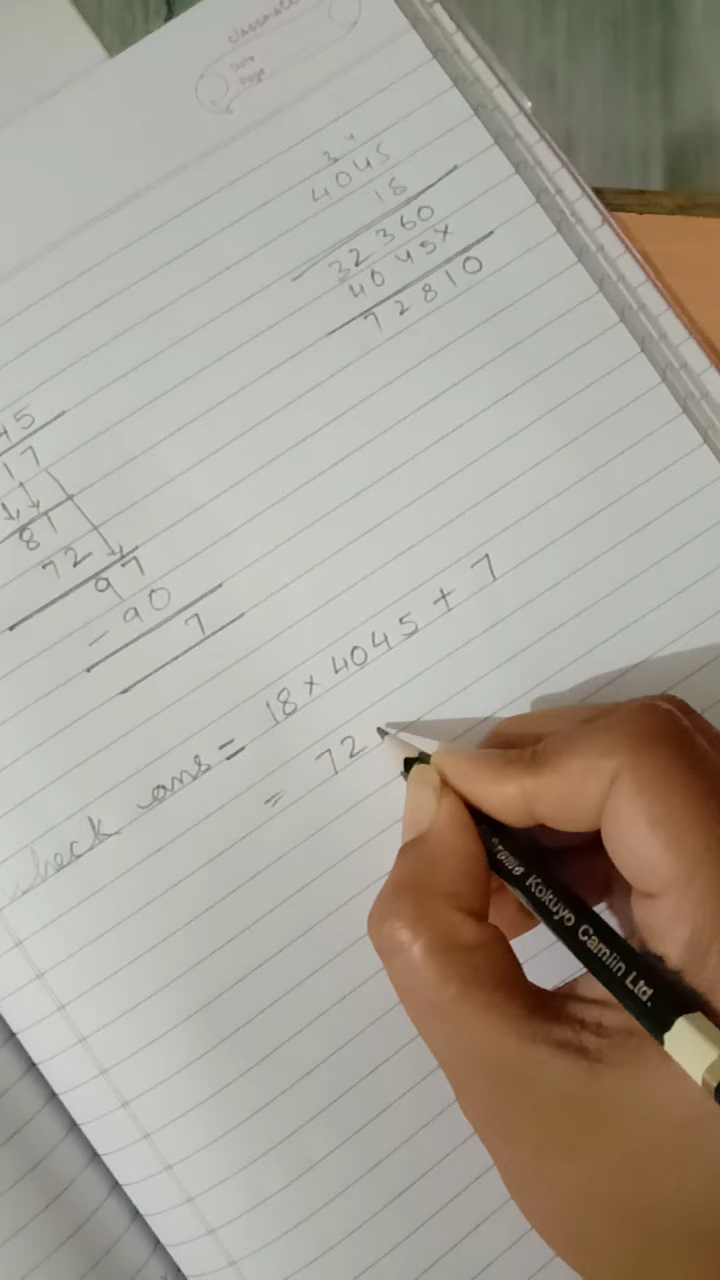 classmate
Date
Page
3 4
4045
18
32360
4045×
72810
45
17
81
72
97
- 90
7
check ans = 18 × 4045 + 7
= 72
Kokuyo Camlin Ltd.